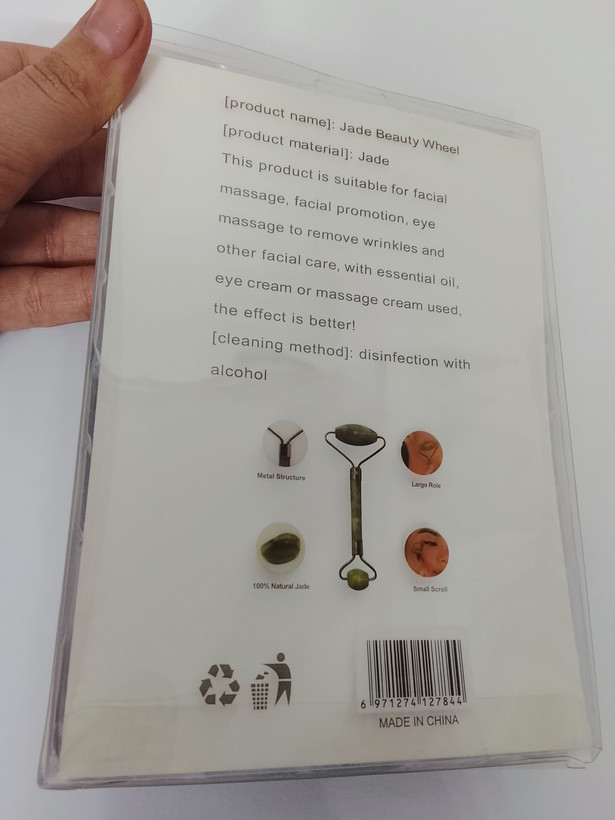 [product name]: Jade Beauty Wheel
[product material]: Jade
This product is suitable for facial
massage, facial promotion, eye
massage to remove wrinkles and
other facial care, with essential oil,
eye cream or massage cream used,
the effect is better!
[cleaning method]: disinfection with
alcohol
Metal Structure
Largo Role
100% Natural Jade
Small Scroll
6 971274 127844
MADE IN CHINA